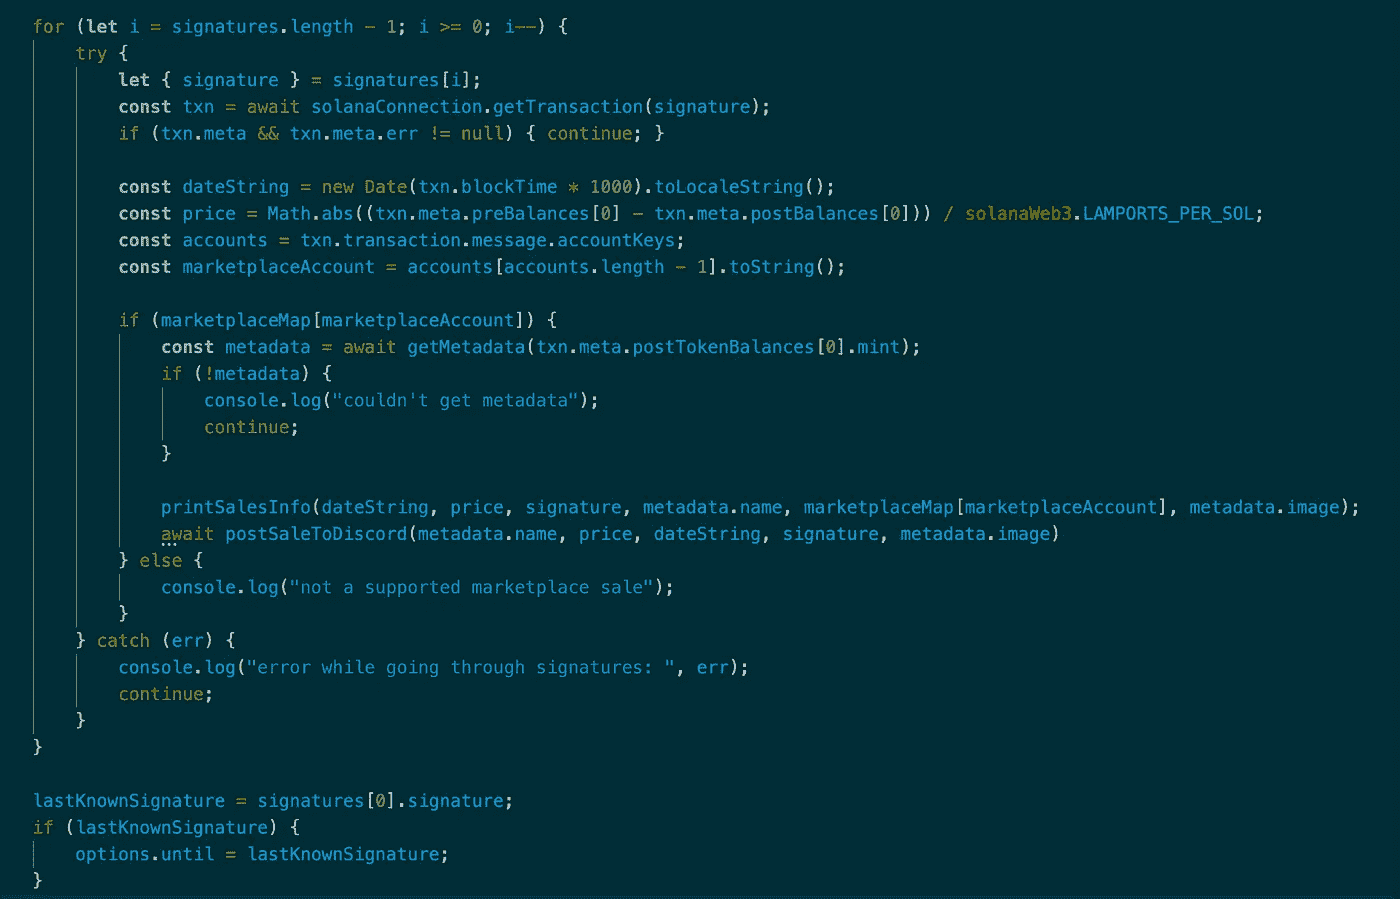 for (let i = signatures.length - 1; i >= 0; i--) {
    try {
        let { signature } = signatures[i];
        const txn = await solanaConnection.getTransaction(signature);
        if (txn.meta && txn.meta.err != null) { continue; }

        const dateString = new Date(txn.blockTime * 1000).toLocaleString();
        const price = Math.abs((txn.meta.preBalances[0] - txn.meta.postBalances[0])) / solanaWeb3.LAMPORTS_PER_SOL;
        const accounts = txn.transaction.message.accountKeys;
        const marketplaceAccount = accounts[accounts.length - 1].toString();

        if (marketplaceMap[marketplaceAccount]) {
            const metadata = await getMetadata(txn.meta.postTokenBalances[0].mint);
            if (!metadata) {
                console.log("couldn't get metadata");
                continue;
            }

            printSalesInfo(dateString, price, signature, metadata.name, marketplaceMap[marketplaceAccount], metadata.image);
            await postSaleToDiscord(metadata.name, price, dateString, signature, metadata.image)
        } else {
            console.log("not a supported marketplace sale");
        }
    } catch (err) {
        console.log("error while going through signatures: ", err);
        continue;
    }
}

lastKnownSignature = signatures[0].signature;
if (lastKnownSignature) {
    options.until = lastKnownSignature;
}